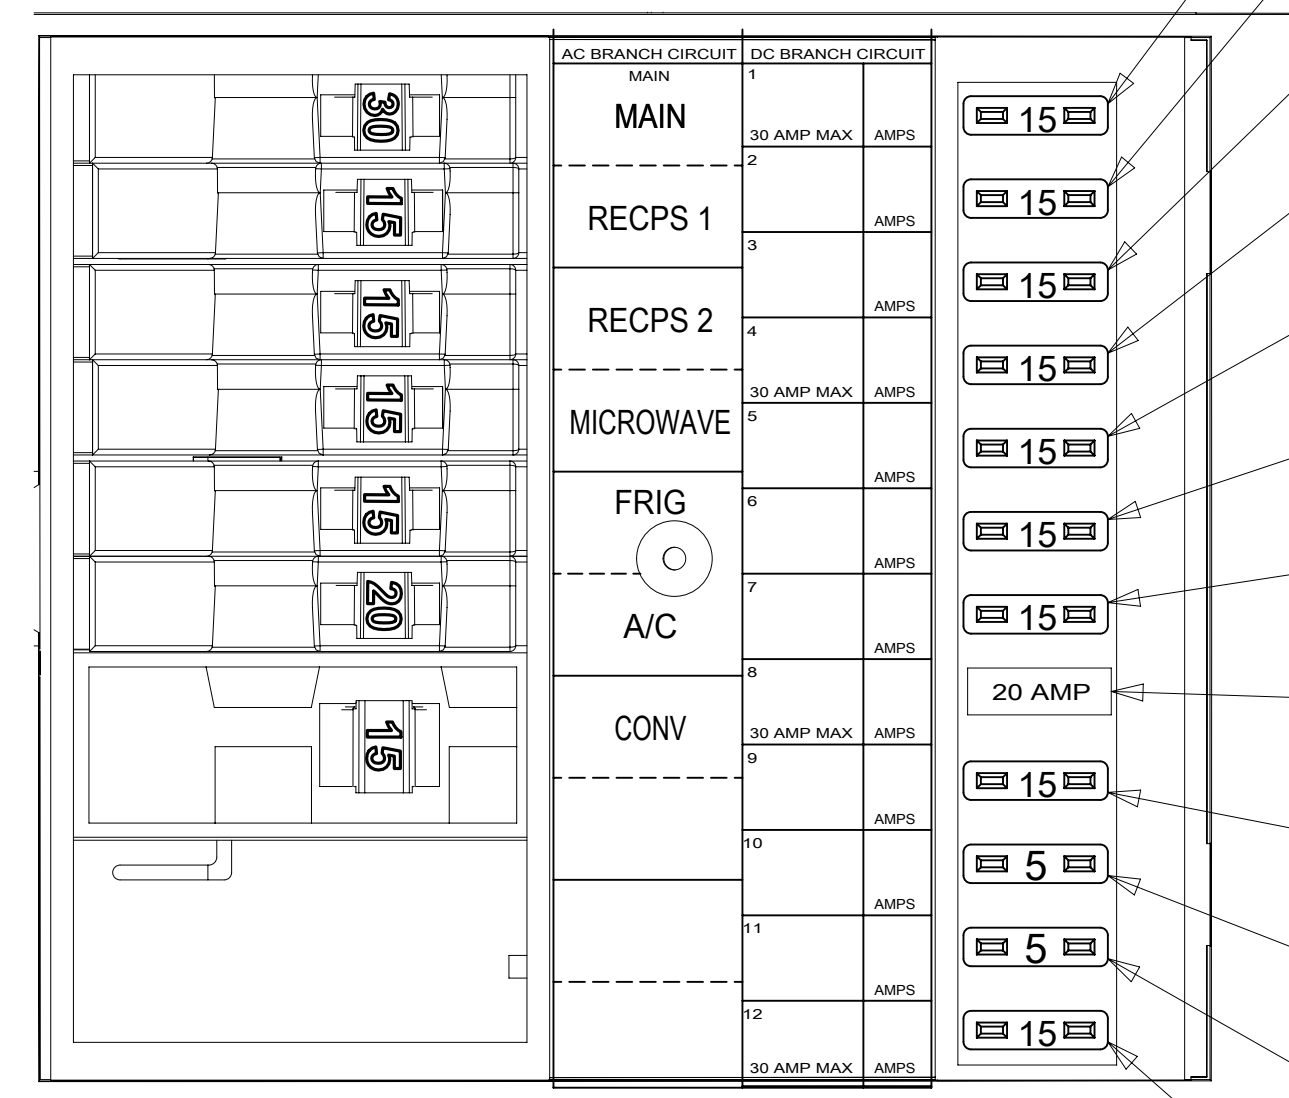 30
15
15
15
15
20
15
AC BRANCH CIRCUIT
MAIN
MAIN
RECPS 1
RECPS 2
MICROWAVE
FRIG
A/C
CONV
DC BRANCH CIRCUIT
1
30 AMP MAX AMPS
2
AMPS
3
AMPS
4
30 AMP MAX AMPS
5
AMPS
6
AMPS
7
AMPS
8
30 AMP MAX AMPS
9
AMPS
10
AMPS
11
AMPS
12
30 AMP MAX AMPS
15
15
15
15
15
15
15
20 AMP
15
5
5
15